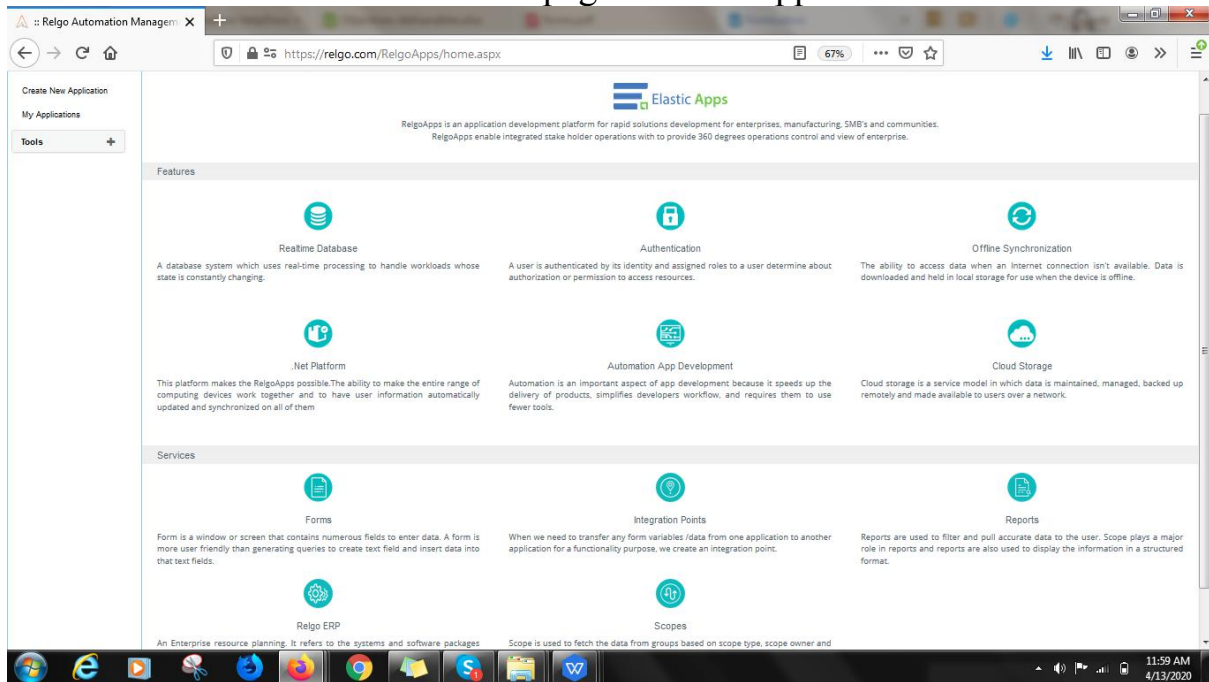 :: Relgo Automation Managem
https://relgo.com/RelgoApps/home.aspx
67%
Create New Application
My Applications
Tools
Elastic Apps
RelgoApps is an application development platform for rapid solutions development for enterprises, manufacturing, SMB's and communities.
RelgoApps enable integrated stake holder operations with to provide 360 degrees operations control and view of enterprise.
Features
Realtime Database
A database system which uses real-time processing to handle workloads whose
state is constantly changing.
Authentication
A user is authenticated by its identity and assigned roles to a user determine about
authorization or permission to access resources.
Offline Synchronization
The ability to access data when an Internet connection isn't available. Data is
downloaded and held in local storage for use when the device is offline.
.Net Platform
This platform makes the RelgoApps possible.The ability to make the entire range of
computing devices work together and to have user information automatically
updated and synchronized on all of them
Automation App Development
Automation is an important aspect of app development because it speeds up the
delivery of products, simplifies developers workflow, and requires them to use
fewer tools.
Cloud Storage
Cloud storage is a service model in which data is maintained, managed, backed up
remotely and made available to users over a network.
Services
Forms
Form is a window or screen that contains numerous fields to enter data. A form is
more user friendly than generating queries to create text field and insert data into
that text fields.
Integration Points
When we need to transfer any form variables /data from one application to another
application for a functionality purpose, we create an integration point.
Reports
Reports are used to filter and pull accurate data to the user. Scope plays a major
role in reports and reports are also used to display the information in a structured
format.
Relgo ERP
An Enterprise resource planning. It refers to the systems and software packages
Scopes
Scope is used to fetch the data from groups based on scope type, scope owner and
11:59 AM
4/13/2020